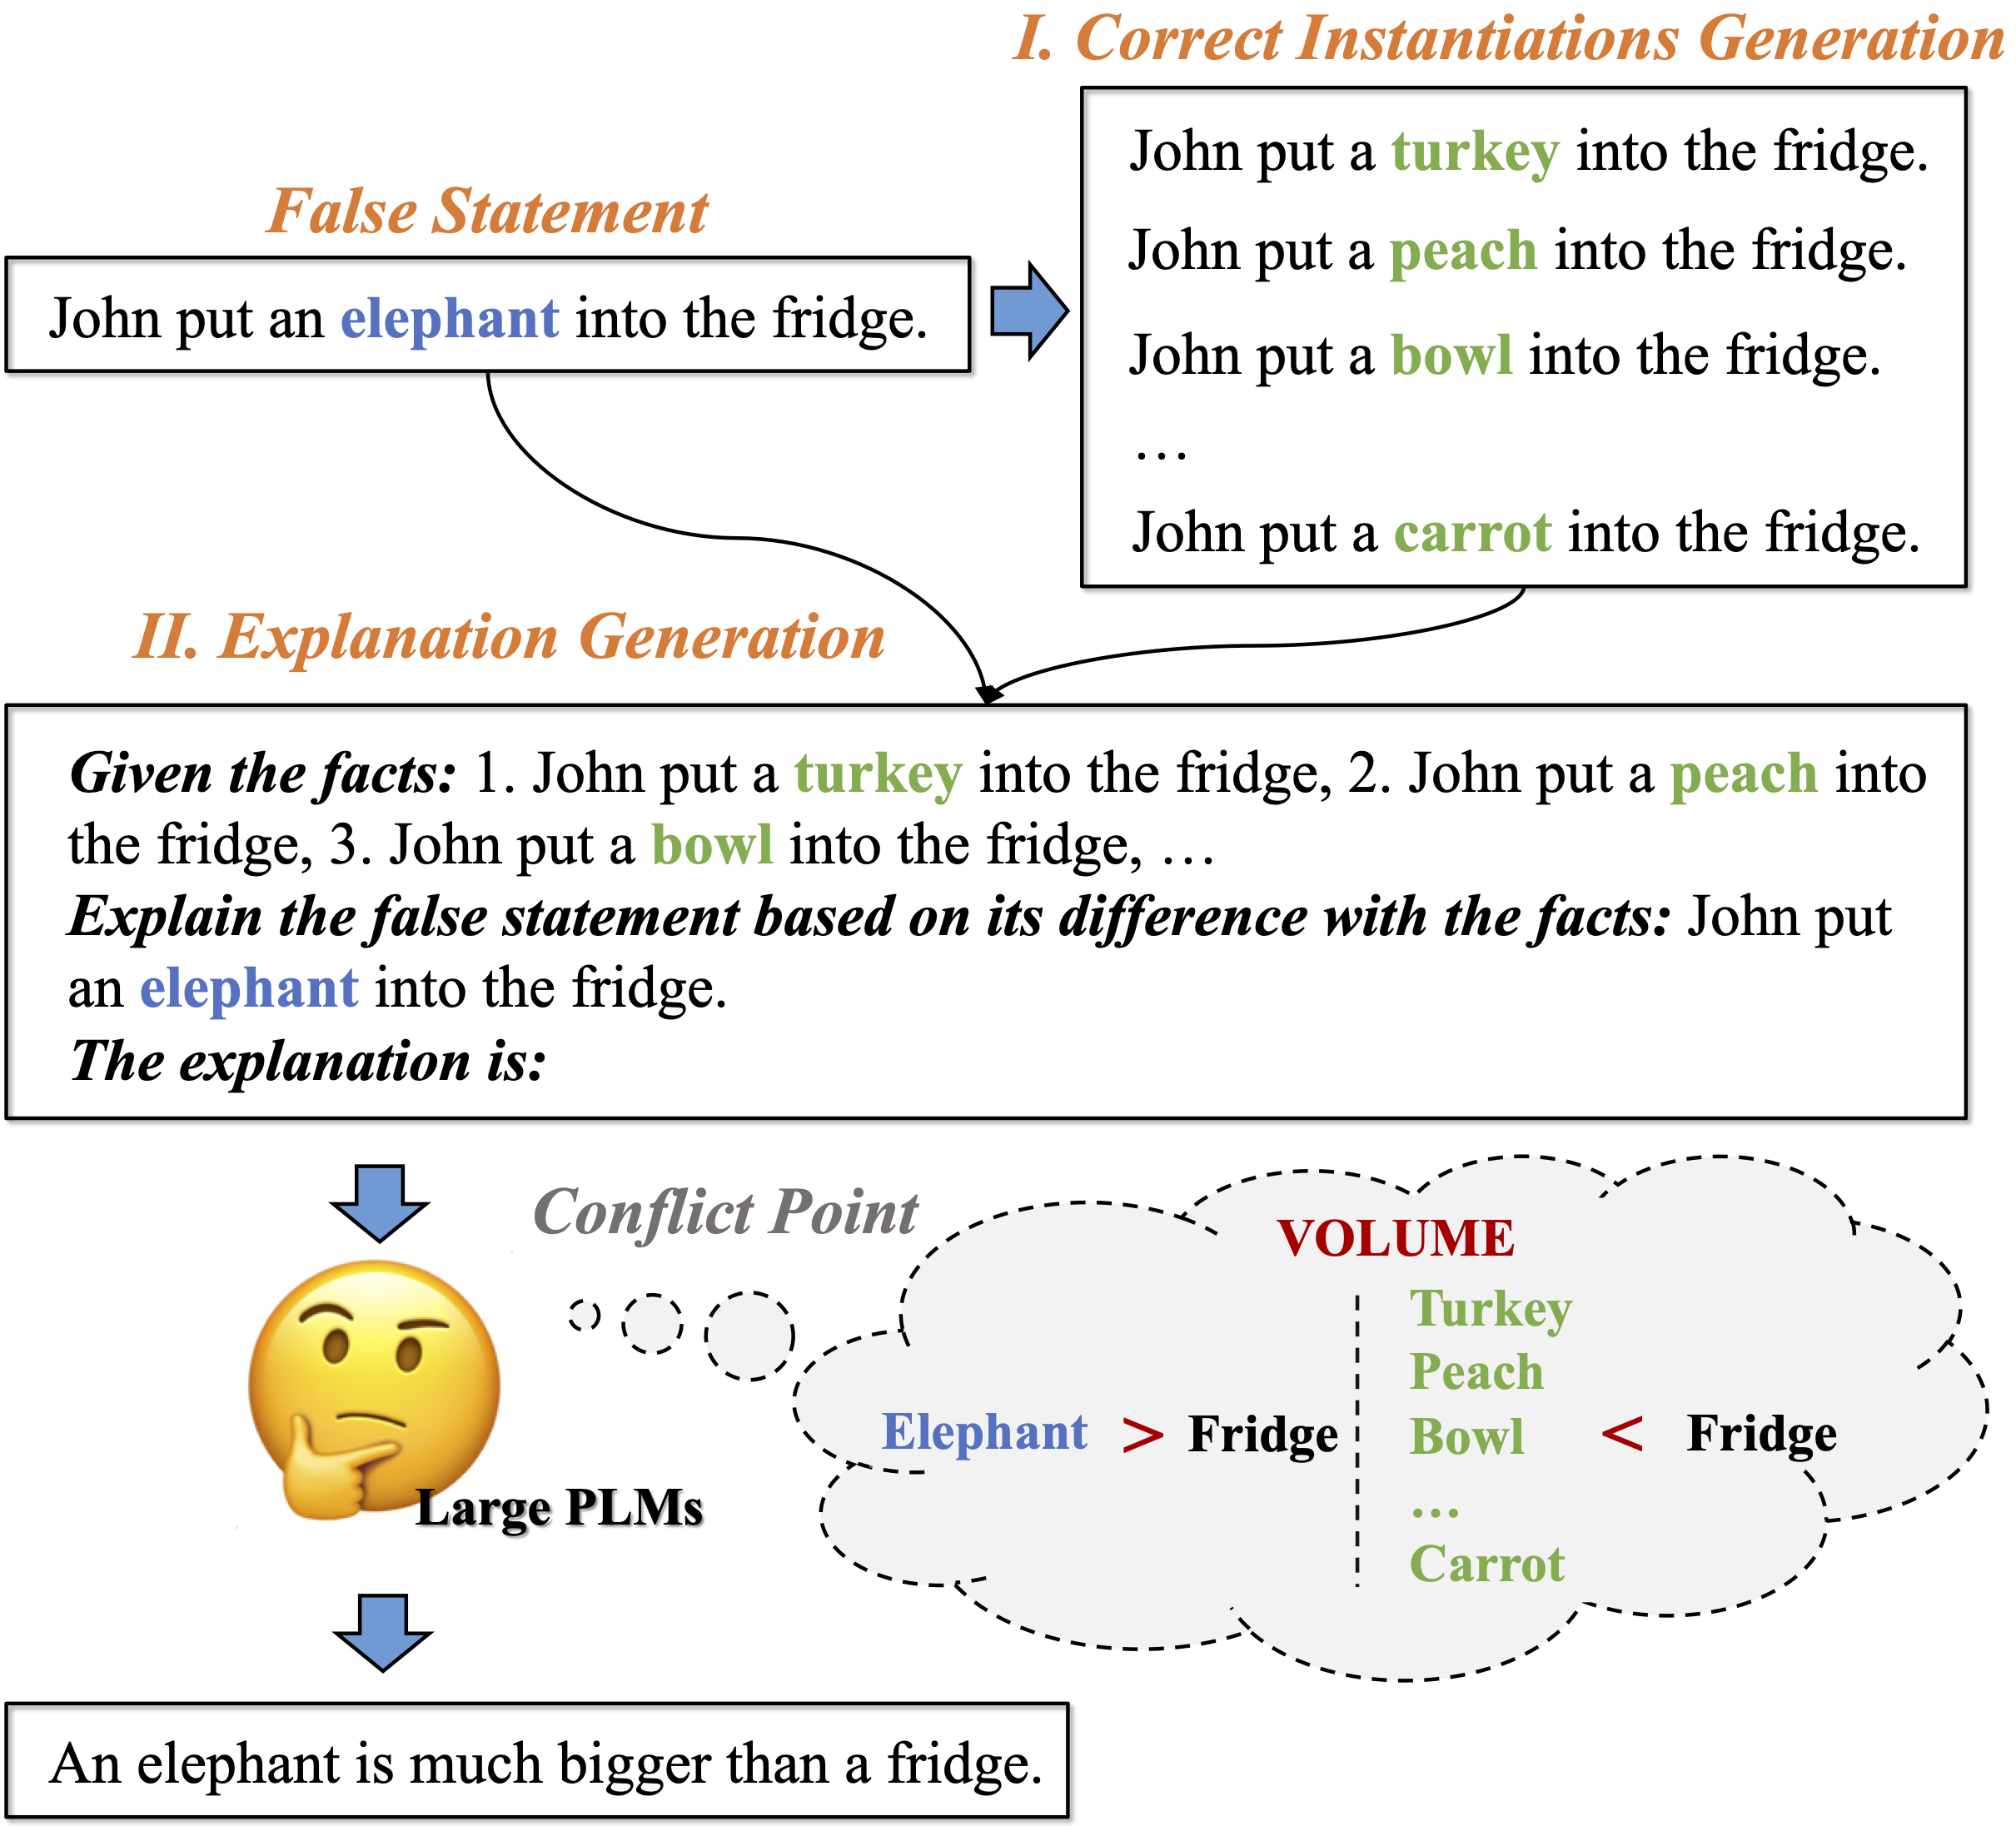 I. Correct Instantiations Generation
John put a turkey into the fridge.
John put a peach into the fridge.
John put a bowl into the fridge.
…
John put a carrot into the fridge.
False Statement
John put an elephant into the fridge.
II. Explanation Generation
Given the facts: 1. John put a turkey into the fridge, 2. John put a peach into
the fridge, 3. John put a bowl into the fridge, …
Explain the false statement based on its difference with the facts: John put
an elephant into the fridge.
The explanation is:
Conflict Point
VOLUME
Elephant > Fridge
Turkey
Peach
Bowl < Fridge
…
Carrot
Large PLMs
An elephant is much bigger than a fridge.